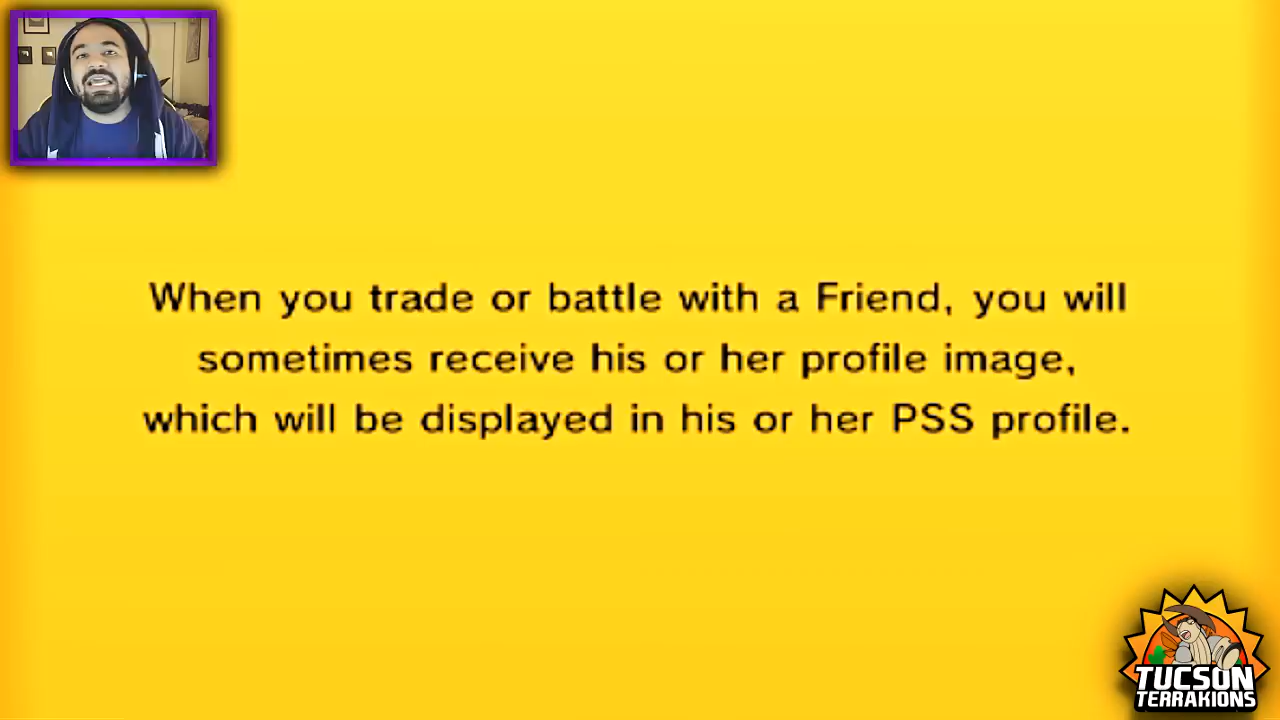 When you trade or battle with a Friend, you will
sometimes receive his or her profile image,
which will be displayed in his or her PSS profile.
TUCSON
TERRAKIONS